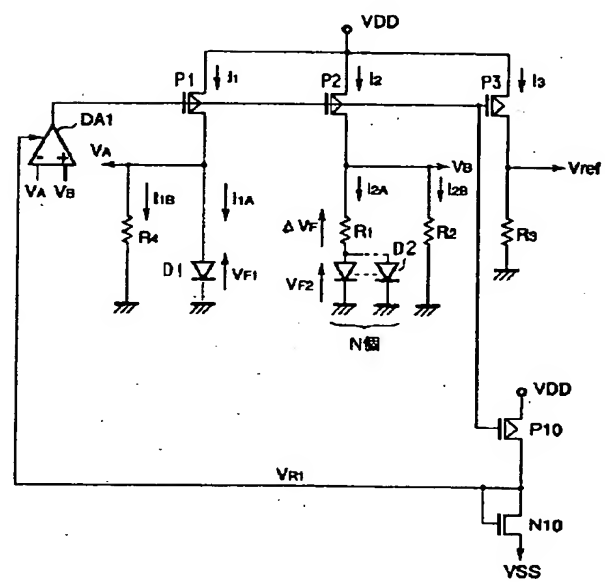 VDD
P1
I1
P2
I2
P3
I3
DA1
VA
VB
Vref
- +
VA VB
I1B
I1A
I2A
I2B
R4
ΔVF
R1
R2
R3
D1
VF1
D2
VF2
N個
VDD
P10
VR1
N10
VSS